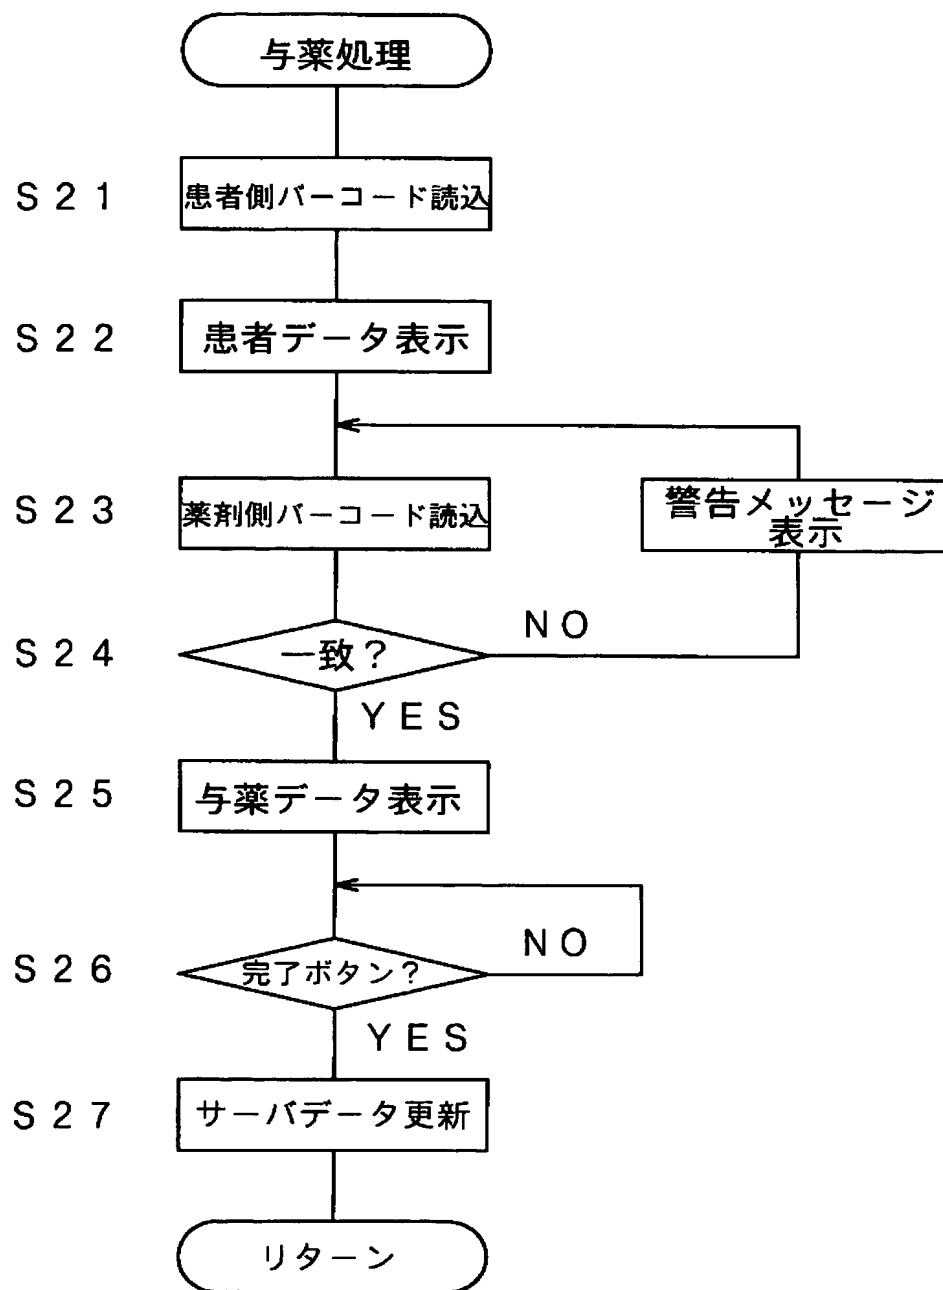 与薬処理
S21
患者側バーコード読込
S22
患者データ表示
S23
薬剤側バーコード読込
警告メッセージ
表示
S24
一致?
NO
YES
S25
与薬データ表示
S26
完了ボタン?
NO
YES
S27
サーバデータ更新
リターン